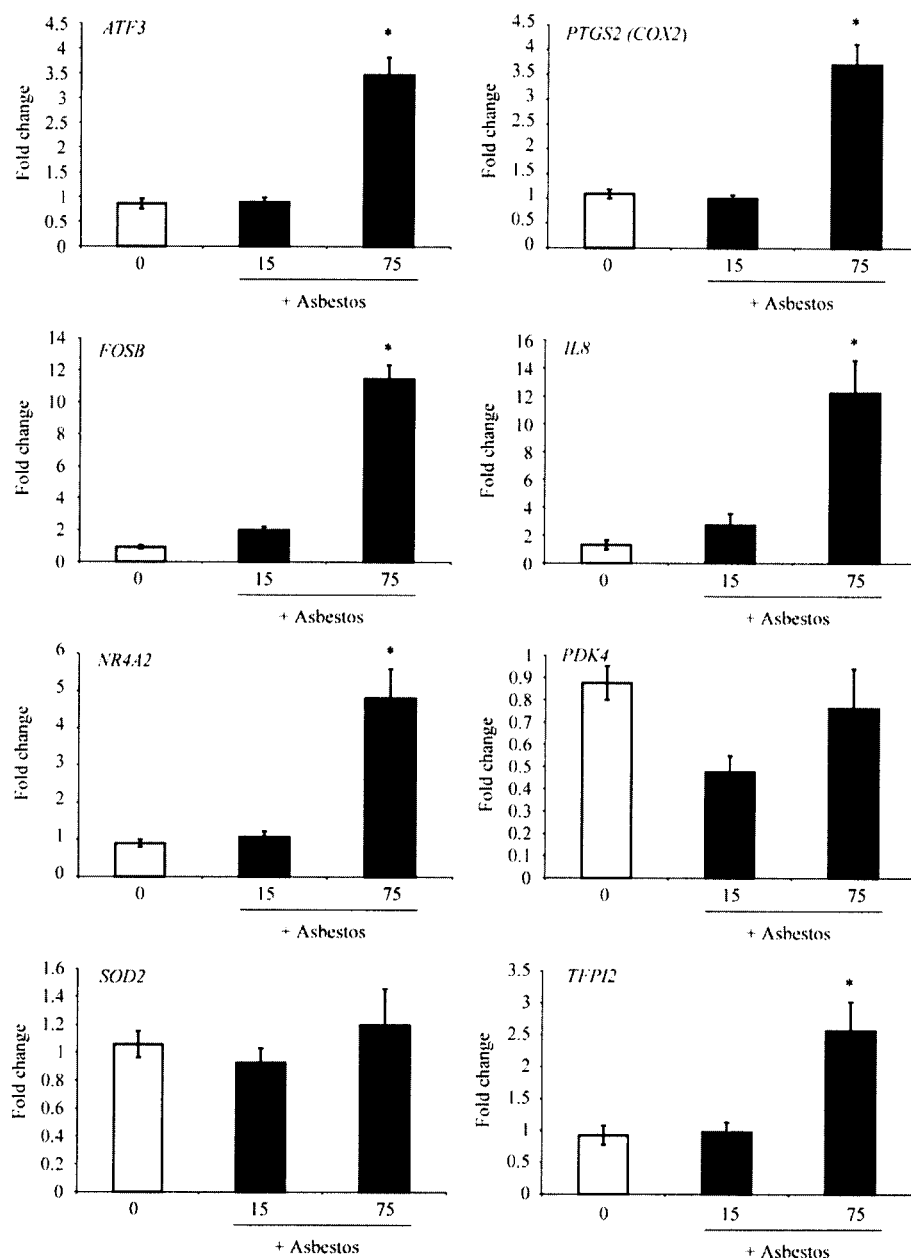 ATF3
4.5
4
3.5
3
2.5
2
1.5
1
0.5
0
Fold change
*
0 15 75
+ Asbestos
PTGS2 (COX2)
4.5
4
3.5
3
2.5
2
1.5
1
0.5
0
Fold change
*
0 15 75
+ Asbestos
FOSB
14
12
10
8
6
4
2
0
Fold change
*
0 15 75
+ Asbestos
IL8
16
14
12
10
8
6
4
2
0
Fold change
*
0 15 75
+ Asbestos
NR4A2
6
5
4
3
2
1
0
Fold change
*
0 15 75
+ Asbestos
PDK4
1
0.9
0.8
0.7
0.6
0.5
0.4
0.3
0.2
0.1
0
Fold change
0 15 75
+ Asbestos
SOD2
1.6
1.4
1.2
1
0.8
0.6
0.4
0.2
0
Fold change
0 15 75
+ Asbestos
TFPI2
3.5
3
2.5
2
1.5
1
0.5
0
Fold change
*
0 15 75
+ Asbestos